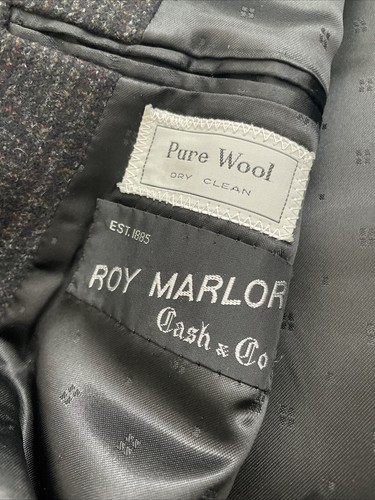 Pure Wool
DRY CLEAN
EST. 1885
ROY MARLOR
Cash & Co